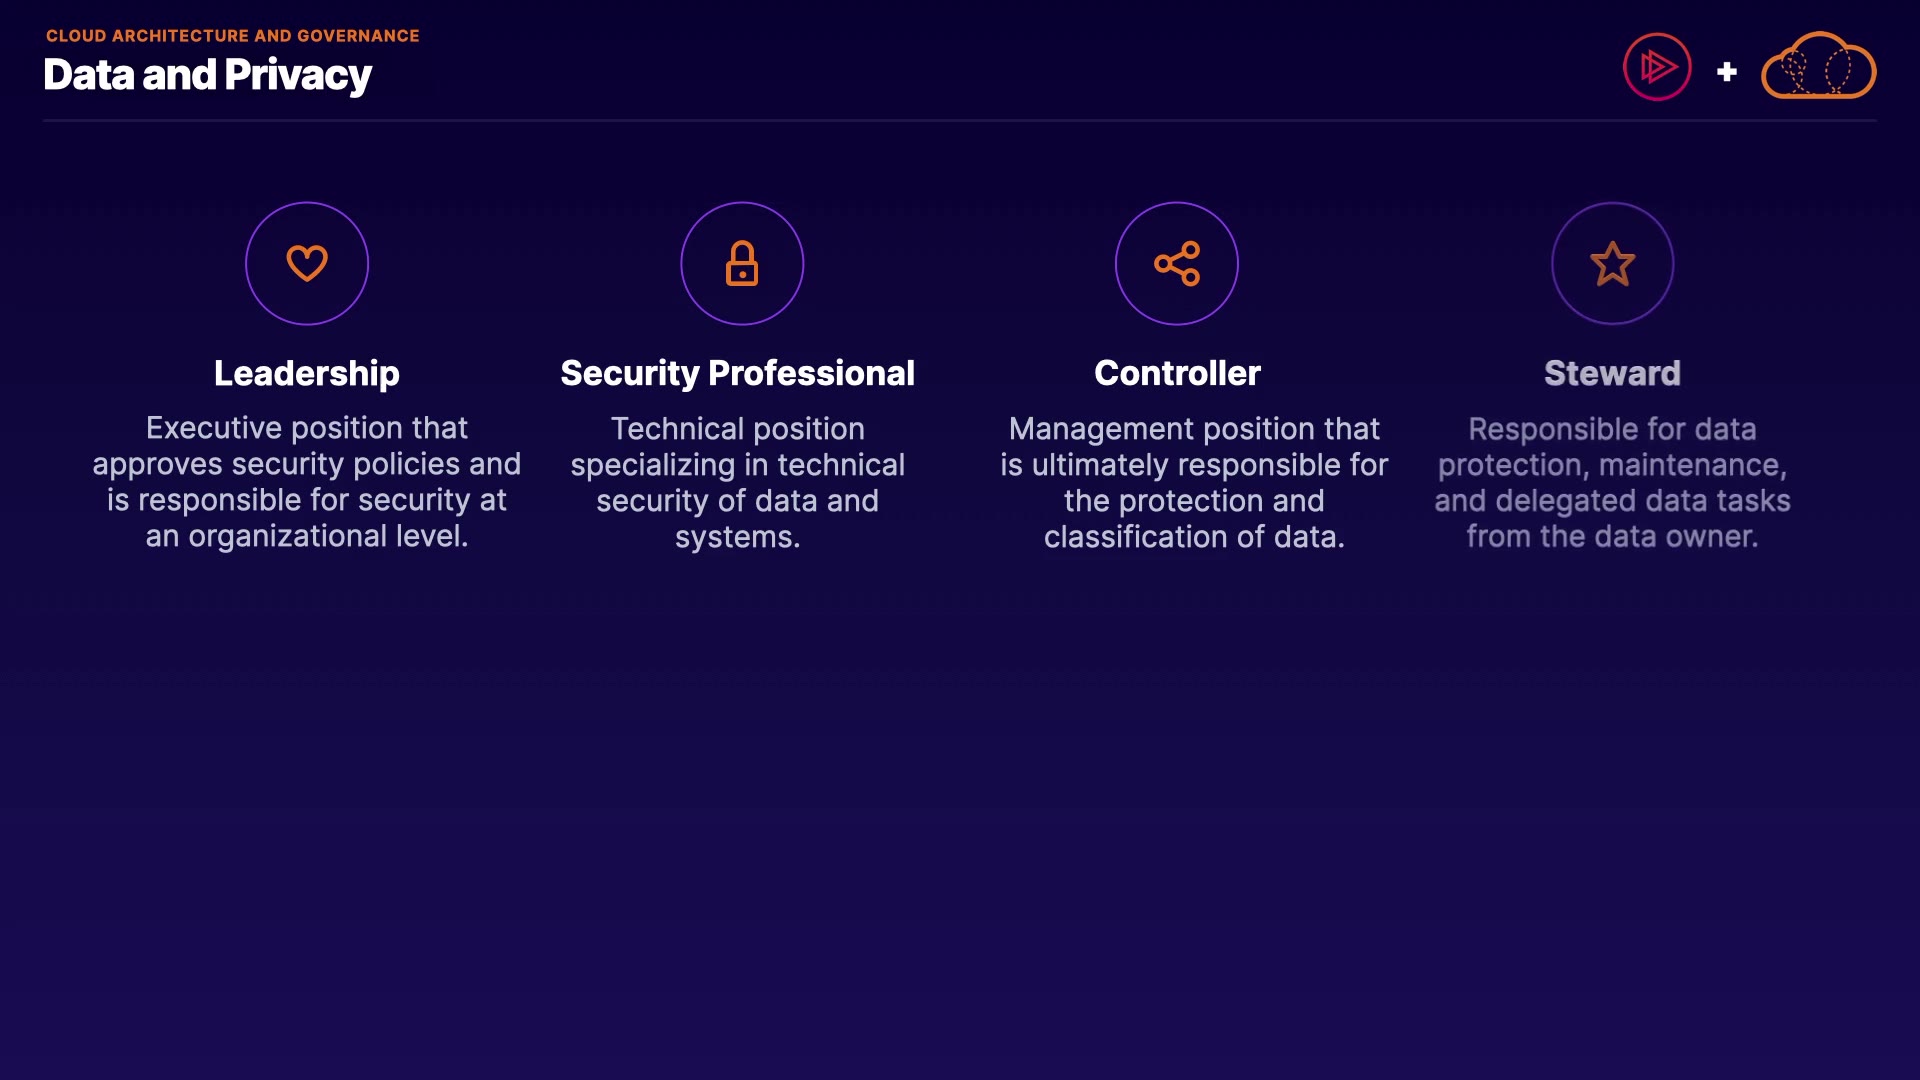 CLOUD ARCHITECTURE AND GOVERNANCE
Data and Privacy
+
Leadership
Executive position that
approves security policies and
is responsible for security at
an organizational level.
Security Professional
Technical position
specializing in technical
security of data and
systems.
Controller
Management position that
is ultimately responsible for
the protection and
classification of data.
Steward
Responsible for data
protection, maintenance,
and delegated data tasks
from the data owner.